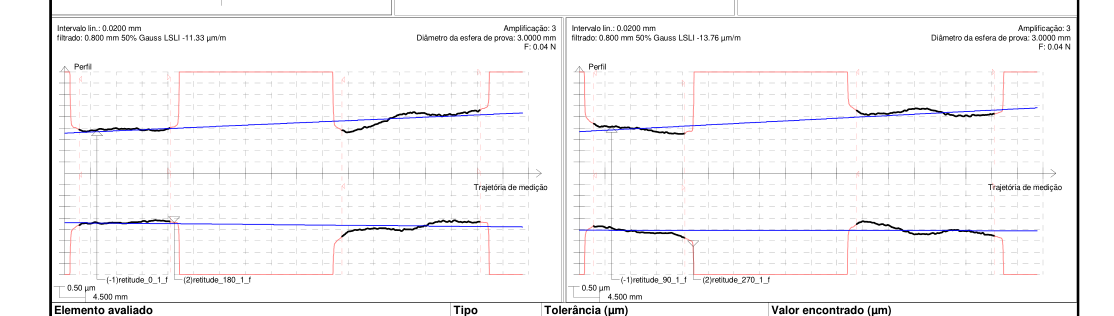 Intervalo lin.: 0.0200 mm
Amplificação: 3
filtrado: 0.800 mm 50% Gauss LSLI -11.33 µm/m
Diâmetro da esfera de prova: 3.0000 mm
F: 0.04 N
Perfil
Trajetória de medição
(-1)retitude_0_1_f
(2)retitude_180_1_f
0.50 µm
4.500 mm
Intervalo lin.: 0.0200 mm
Amplificação: 3
filtrado: 0.800 mm 50% Gauss LSLI -13.76 µm/m
Diâmetro da esfera de prova: 3.0000 mm
F: 0.04 N
Perfil
Trajetória de medição
(-1)retitude_90_1_f
(2)retitude_270_1_f
0.50 µm
4.500 mm
Elemento avaliado Tipo Tolerância (µm) Valor encontrado (µm)